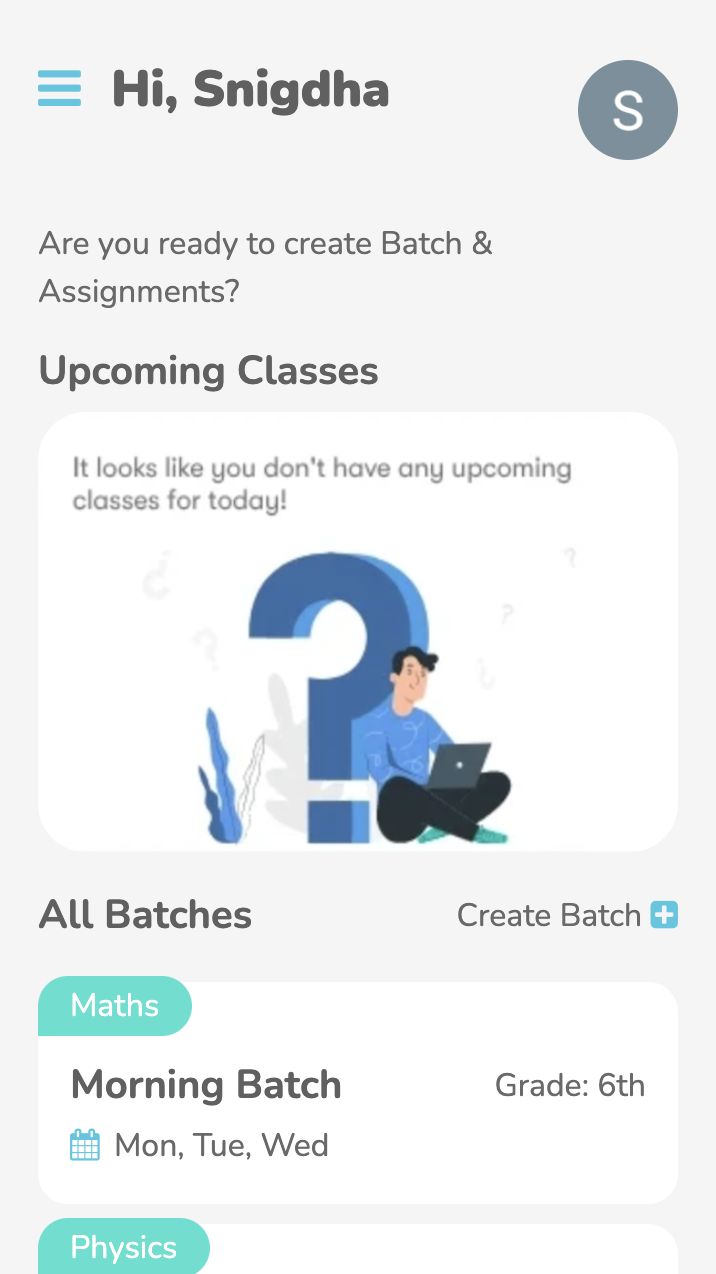 Hi, Snigdha
S
Are you ready to create Batch &
Assignments?
Upcoming Classes
It looks like you don't have any upcoming
classes for today!
All Batches
Create Batch
Maths
Morning Batch
Grade: 6th
Mon, Tue, Wed
Physics